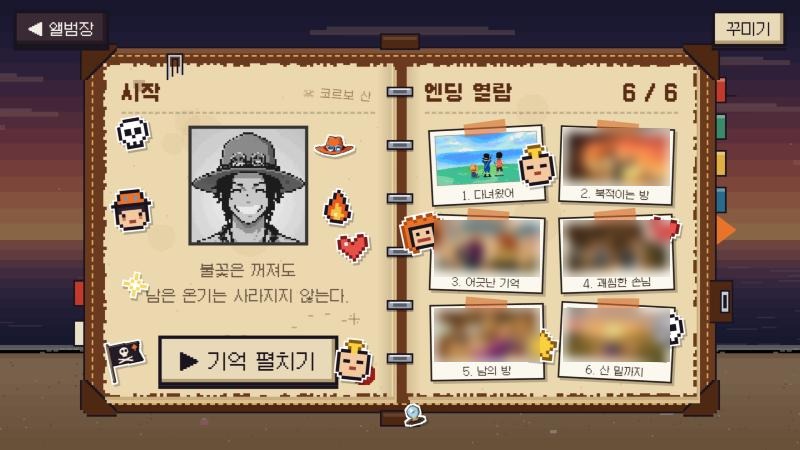 ◀ 앨범장
꾸미기
시작
코르보 산
불꽃은 꺼져도
남은 온기는 사라지지 않는다.
▶ 기억 펼치기
엔딩 열람
6 / 6
1. 다녀왔어
2. 북적이는 방
3. 어긋난 기억
4. 괘씸한 손님
5. 남의 방
6. 산 밑까지